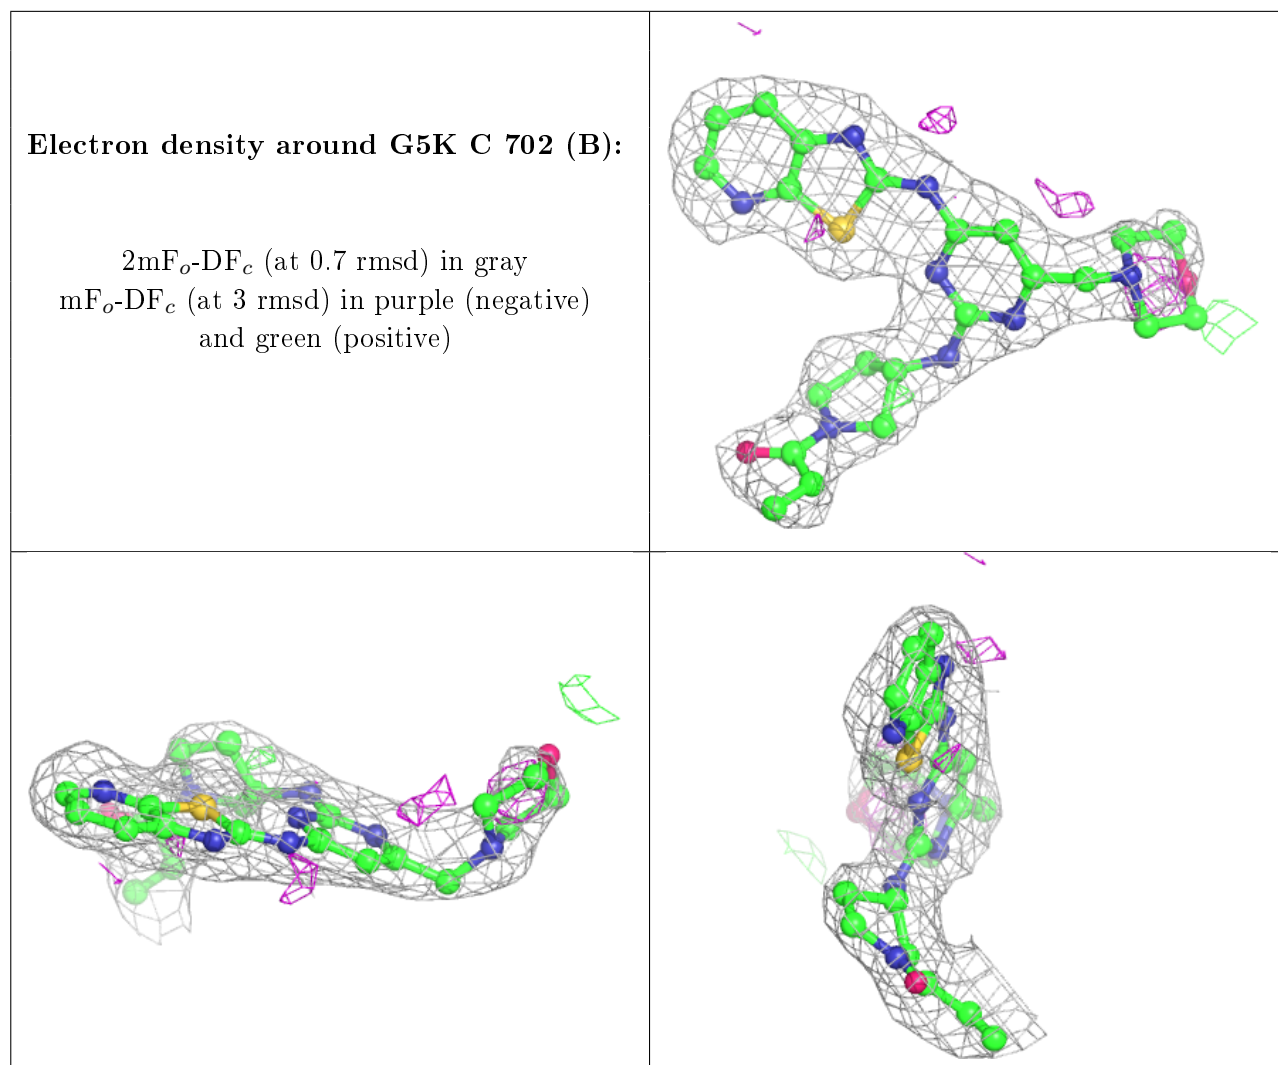 Electron density around G5K C 702 (B):
2mFₒ-DF𝒸 (at 0.7 rmsd) in gray
mFₒ-DF𝒸 (at 3 rmsd) in purple (negative)
and green (positive)